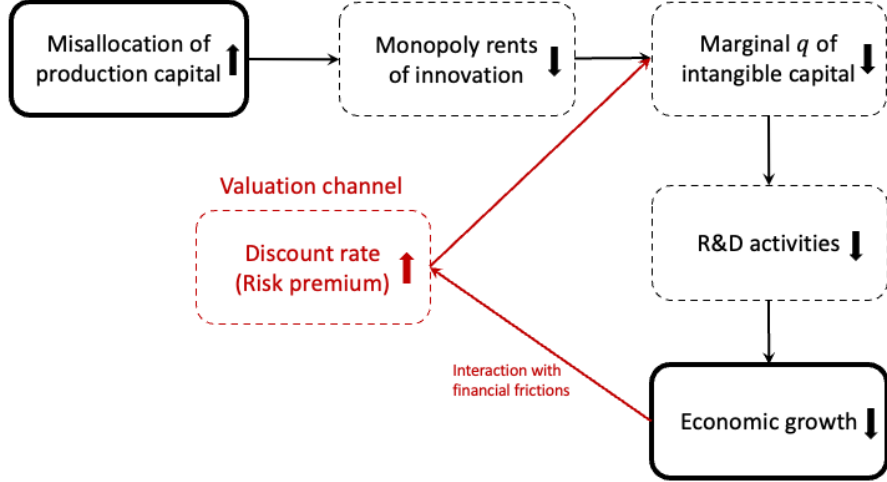 Misallocation of
production capital
Monopoly rents
of innovation
Marginal q of
intangible capital
Valuation channel
Discount rate
(Risk premium)
R&D activities
Interaction with
financial frictions
Economic growth